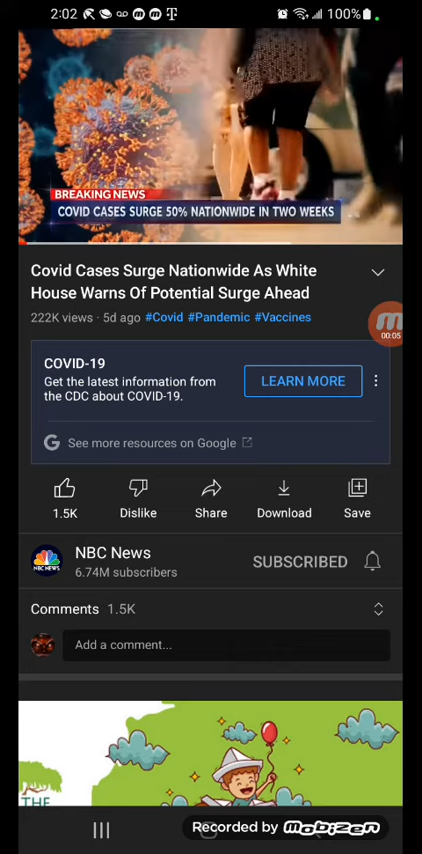 2:02
100%
BREAKING NEWS
COVID CASES SURGE 50% NATIONWIDE IN TWO WEEKS
Covid Cases Surge Nationwide As White
House Warns Of Potential Surge Ahead
222K views · 5d ago #Covid #Pandemic #Vaccines
00:05
COVID-19
Get the latest information from
the CDC about COVID-19.
LEARN MORE
G See more resources on Google
1.5K
Dislike
Share
Download
Save
NBC NEWS
NBC News
6.74M subscribers
SUBSCRIBED
Comments 1.5K
Add a comment...
THE
Recorded by mobizen